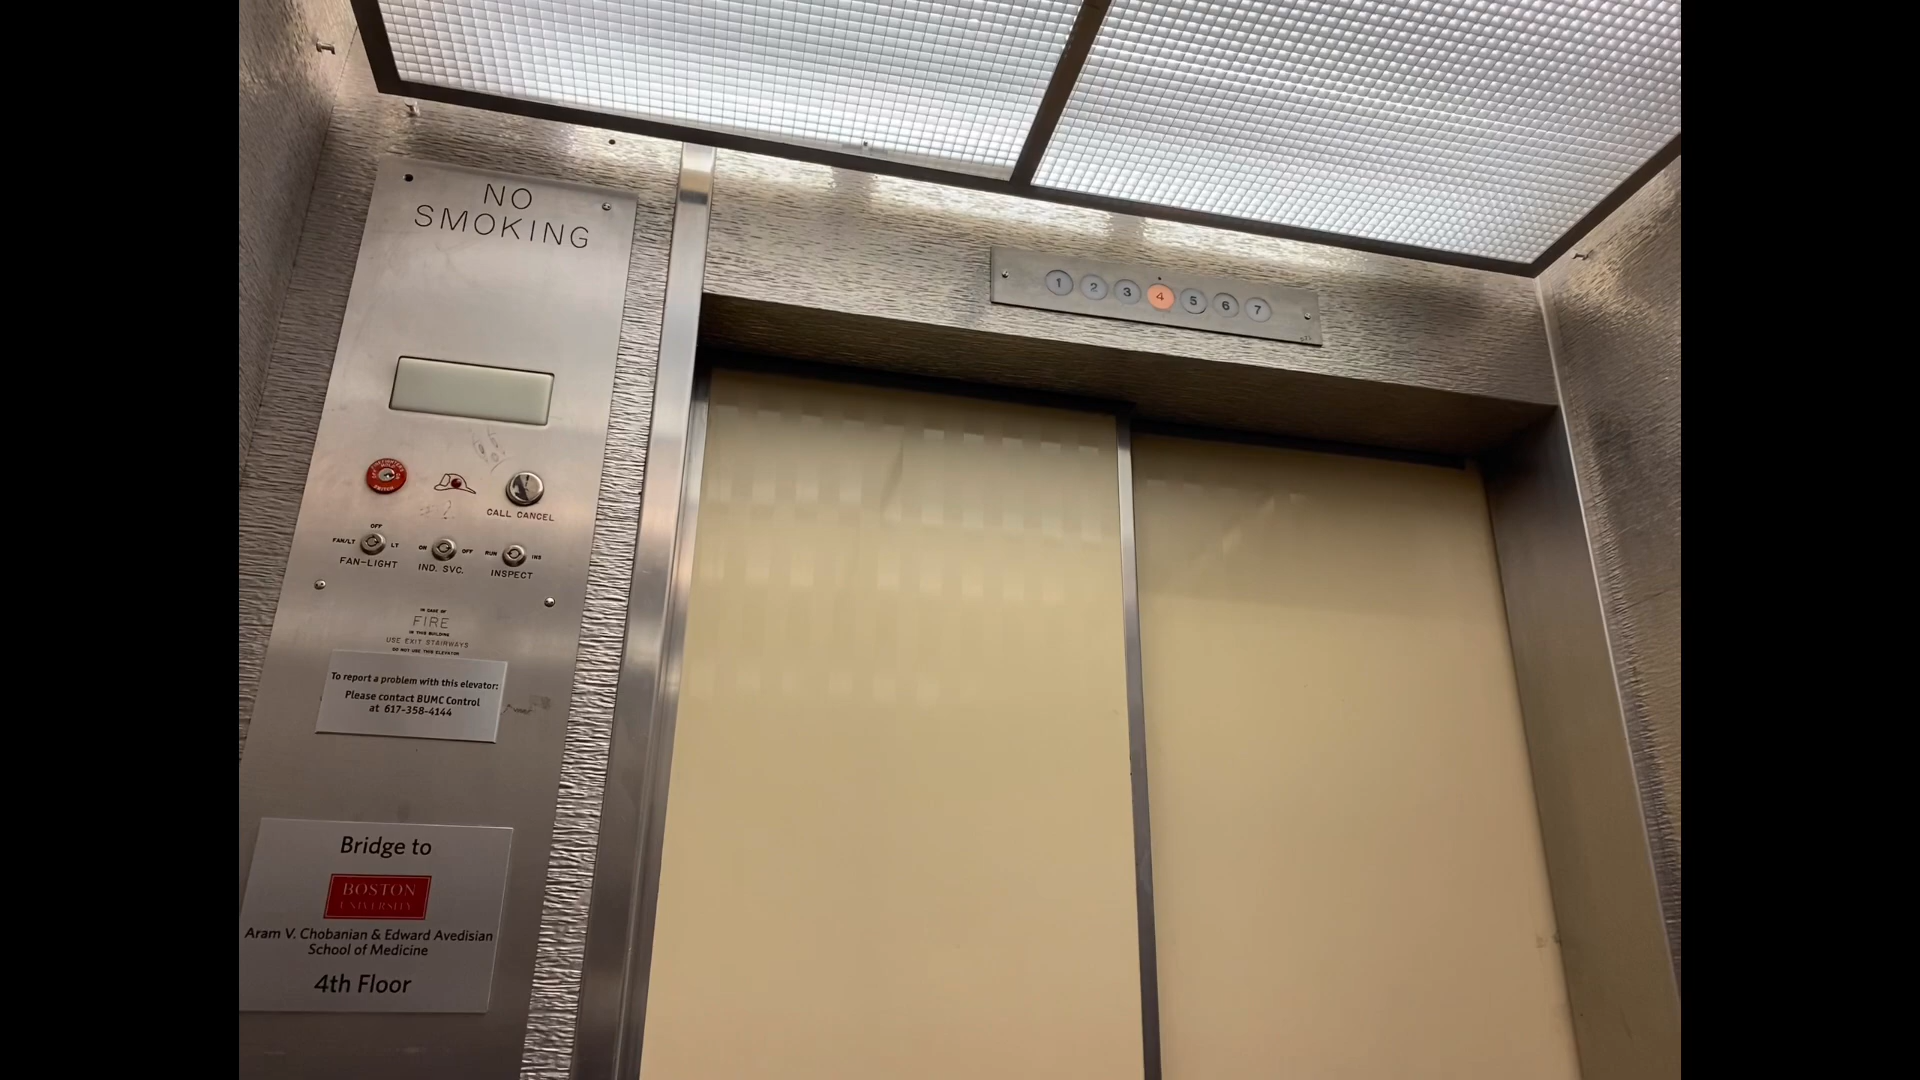 NO
SMOKING
1 2 3 4 5 6 7
CALL CANCEL
OFF
FAN/LT LT
FAN-LIGHT
ON OFF
IND. SVC.
RUN INS
INSPECT
IN CASE OF
FIRE
IN THIS BUILDING
USE EXIT STAIRWAYS
DO NOT USE THIS ELEVATOR
To report a problem with this elevator:
Please contact BUMC Control
at 617-358-4144
Bridge to
BOSTON
UNIVERSITY
Aram V. Chobanian & Edward Avedisian
School of Medicine
4th Floor